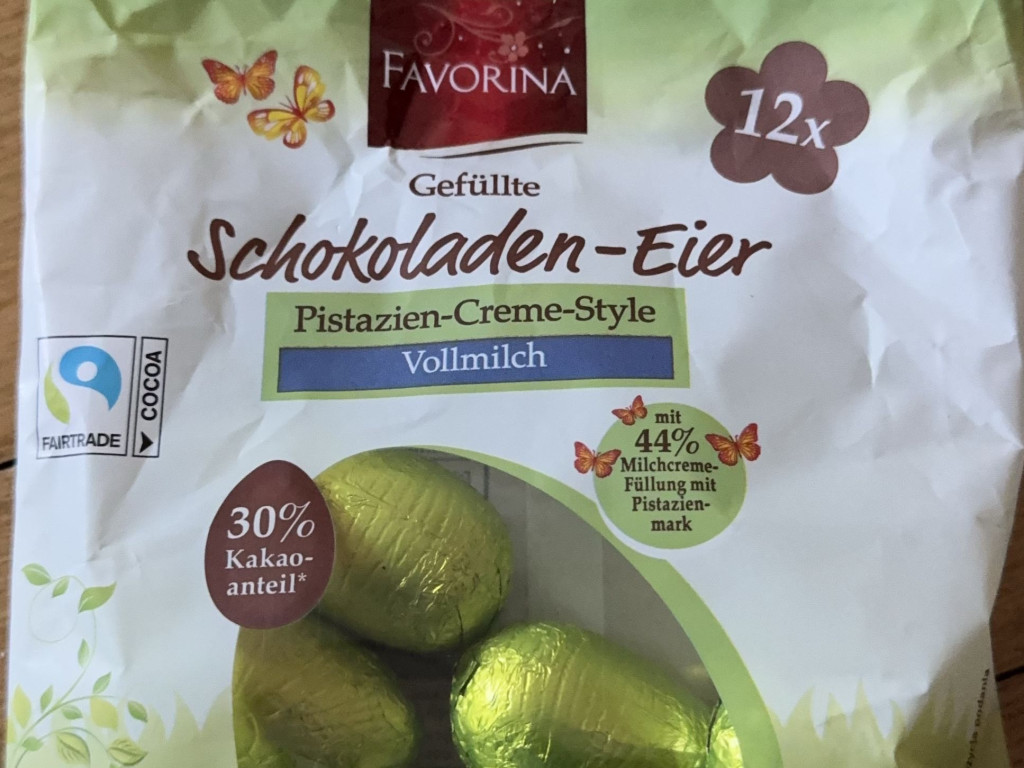 FAVORINA
12x
Gefüllte
Schokoladen-Eier
Pistazien-Creme-Style
Vollmilch
FAIRTRADE
COCOA
mit
44%
Milchcreme-
Füllung mit
Pistazien-
mark
30%
Kakao-
anteil*